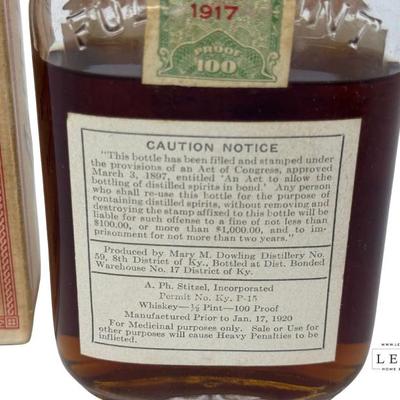 1917
FULL PINT
PROOF
100
CAUTION NOTICE
"This bottle has been filled and stamped under
the provisions of an Act of Congress, approved
March 3, 1897, entitled 'An Act to allow the
bottling of distilled spirits in bond.' Any person
who shall re-use this bottle for the purpose of
containing distilled spirits, without removing and
destroying the stamp affixed to this bottle will be
liable for such offense to a fine of not less than
$100.00, or more than $1,000.00, and to im-
prisonment for not more than two years."
Produced by Mary M. Dowling Distillery No.
59, 8th District of Ky., Bottled at Dist. Bonded
Warehouse No. 17 District of Ky.
A. Ph. Stitzel, Incorporated
Permit No. Ky. P-15
Whiskey—½ Pint—100 Proof
Manufactured Prior to Jan. 17, 1920
For Medicinal purposes only. Sale or Use for
other purposes will cause Heavy Penalties to be
inflicted.
LE